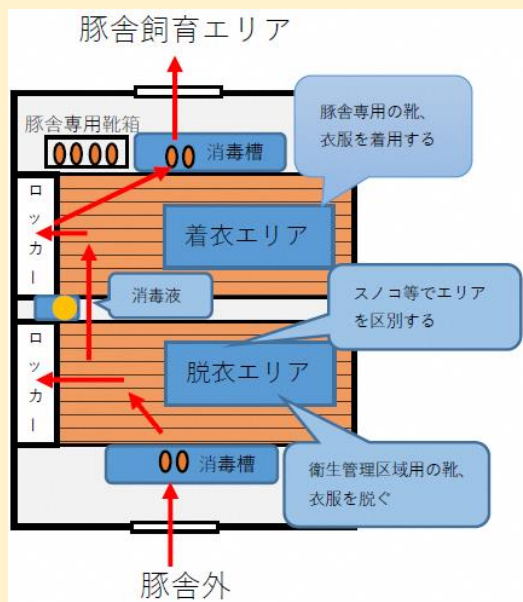 豚舎飼育エリア
豚舎専用靴箱
消毒槽
豚舎専用の靴、
衣服を着用する
ロッカー
着衣エリア
消毒液
スノコ等でエリア
を区別する
ロッカー
脱衣エリア
消毒槽
衛生管理区域用の靴、
衣服を脱ぐ
豚舎外